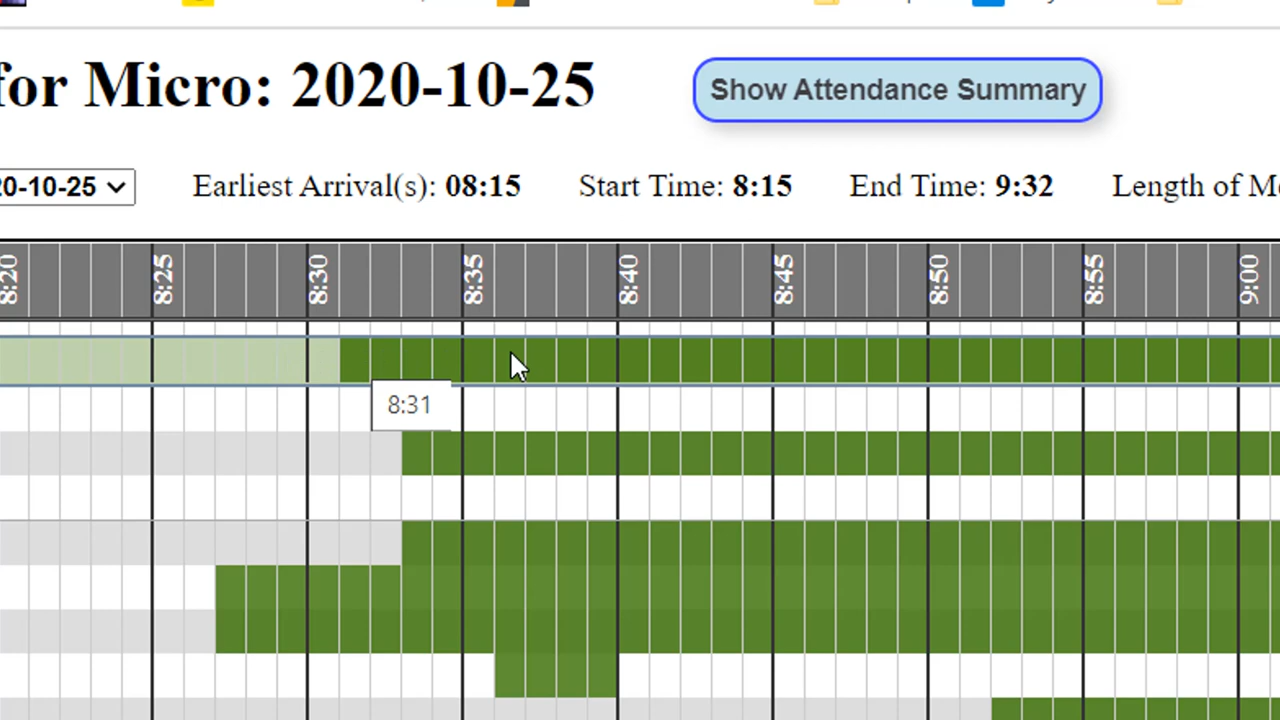 for Micro: 2020-10-25
Show Attendance Summary
20-10-25 Earliest Arrival(s): 08:15 Start Time: 8:15 End Time: 9:32 Length of
8:20 8:25 8:30 8:35 8:40 8:45 8:50 8:55 9:00
8:31